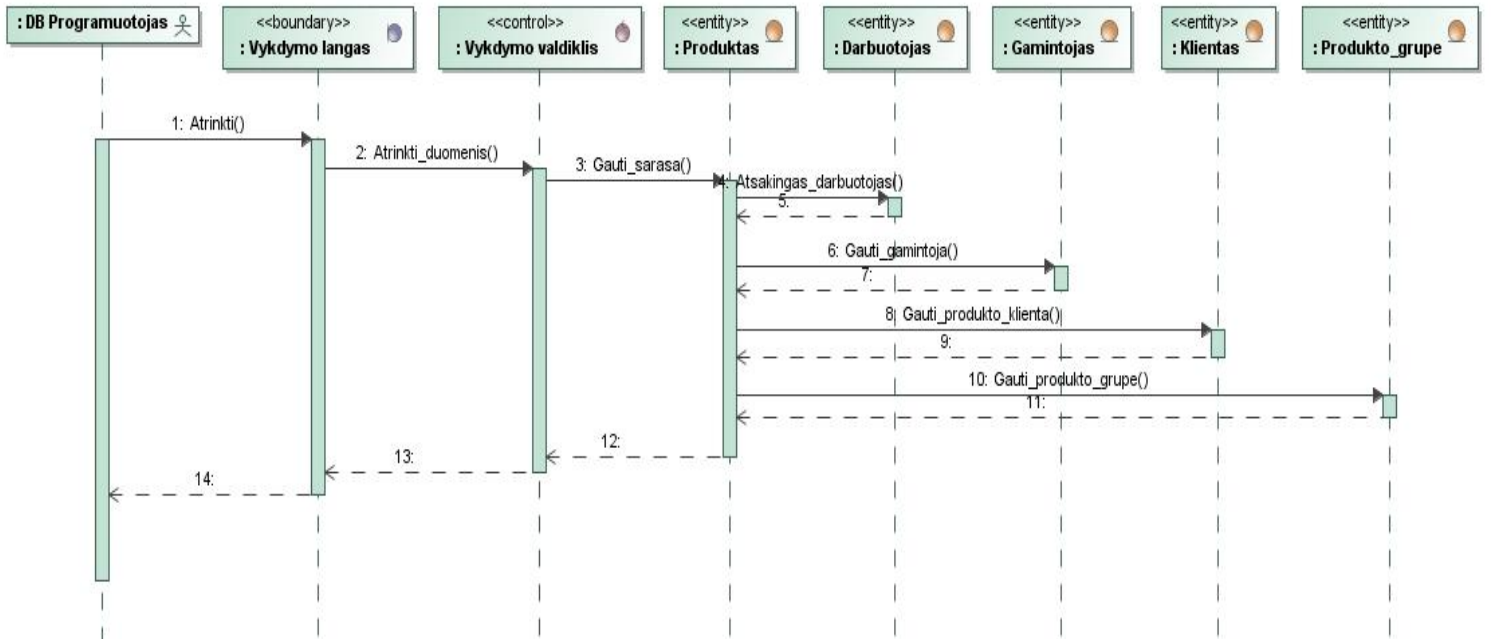 : DB Programuotojas
<<boundary>>
: Vykdymo langas
<<control>>
: Vykdymo valdiklis
<<entity>>
: Produktas
<<entity>>
: Darbuotojas
<<entity>>
: Gamintojas
<<entity>>
: Klientas
<<entity>>
: Produkto_grupe
1: Atrinkti()
2: Atrinkti_duomenis()
3: Gauti_sarasa()
4: Atsakingas_darbuotojas()
5:
6: Gauti_gamintoja()
7:
8: Gauti_produkto_klienta()
9:
10: Gauti_produkto_grupe()
11:
12:
13:
14: